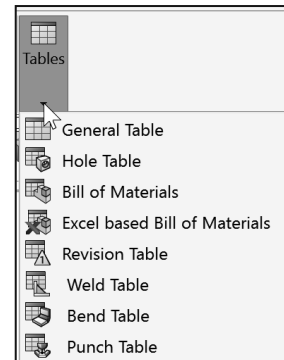 Tables
General Table
Hole Table
Bill of Materials
Excel based Bill of Materials
Revision Table
Weld Table
Bend Table
Punch Table